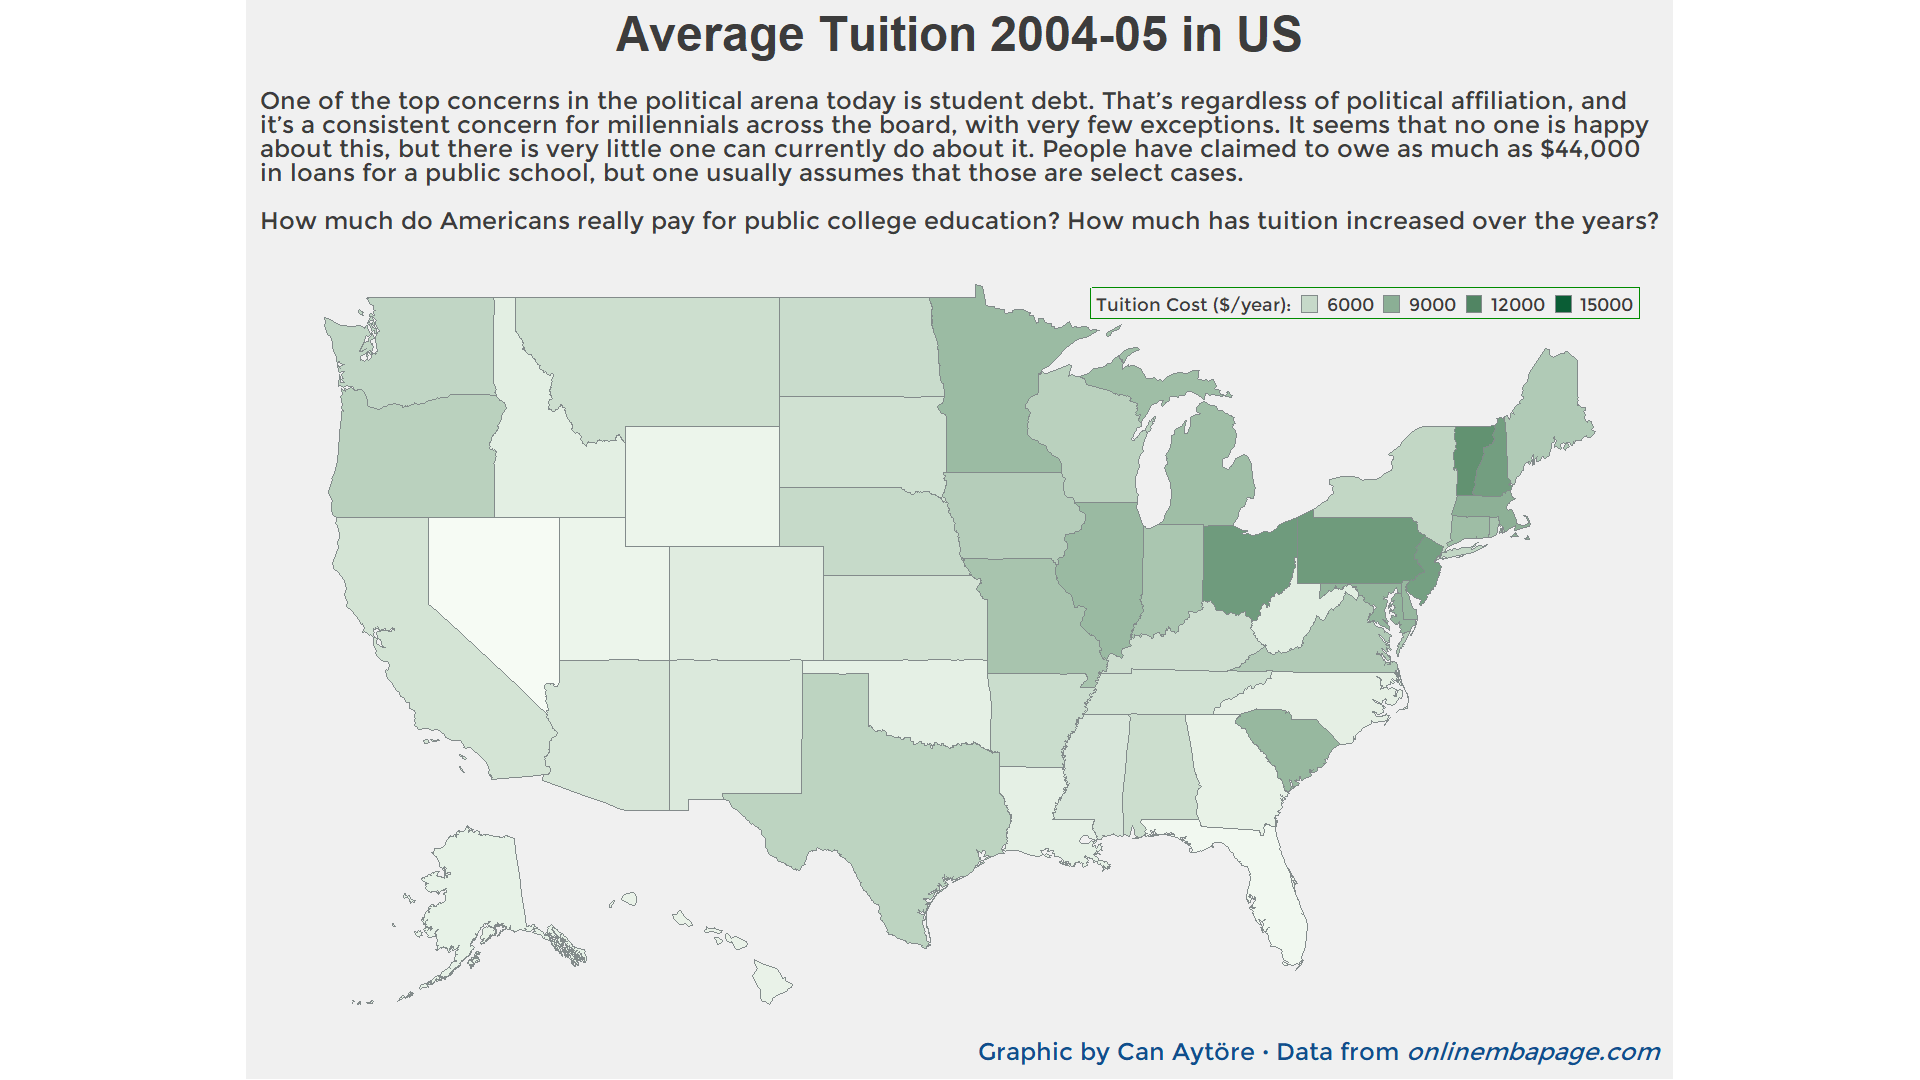 Average Tuition 2004-05 in US
One of the top concerns in the political arena today is student debt. That’s regardless of political affiliation, and
it’s a consistent concern for millennials across the board, with very few exceptions. It seems that no one is happy
about this, but there is very little one can currently do about it. People have claimed to owe as much as $44,000
in loans for a public school, but one usually assumes that those are select cases.
How much do Americans really pay for public college education? How much has tuition increased over the years?
Tuition Cost ($/year): 6000 9000 12000 15000
Graphic by Can Aytöre · Data from onlinembapage.com